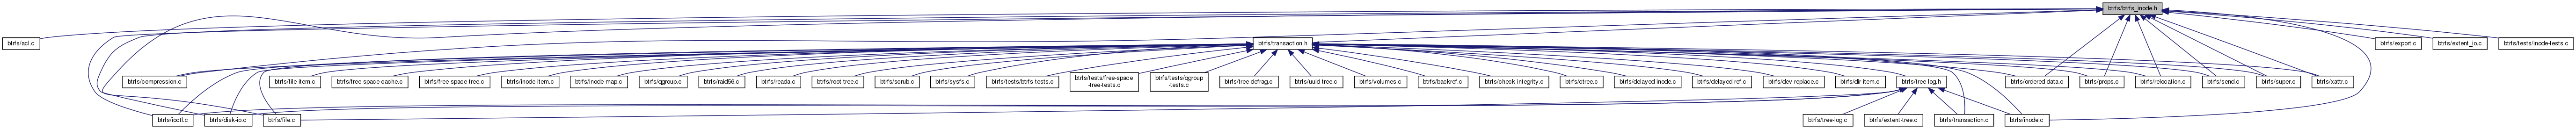 btrfs/btrfs_inode.h
btrfs/acl.c
btrfs/transaction.h
btrfs/export.c
btrfs/extent_io.c
btrfs/tests/inode-tests.c
btrfs/compression.c
btrfs/file-item.c
btrfs/free-space-cache.c
btrfs/free-space-tree.c
btrfs/inode-item.c
btrfs/inode-map.c
btrfs/qgroup.c
btrfs/raid56.c
btrfs/reada.c
btrfs/root-tree.c
btrfs/scrub.c
btrfs/sysfs.c
btrfs/tests/btrfs-tests.c
btrfs/tests/free-space
-tree-tests.c
btrfs/tests/qgroup
-tests.c
btrfs/tree-defrag.c
btrfs/uuid-tree.c
btrfs/volumes.c
btrfs/backref.c
btrfs/check-integrity.c
btrfs/ctree.c
btrfs/delayed-inode.c
btrfs/delayed-ref.c
btrfs/dev-replace.c
btrfs/dir-item.c
btrfs/tree-log.h
btrfs/ordered-data.c
btrfs/props.c
btrfs/relocation.c
btrfs/send.c
btrfs/super.c
btrfs/xattr.c
btrfs/ioctl.c
btrfs/disk-io.c
btrfs/file.c
btrfs/tree-log.c
btrfs/extent-tree.c
btrfs/transaction.c
btrfs/inode.c